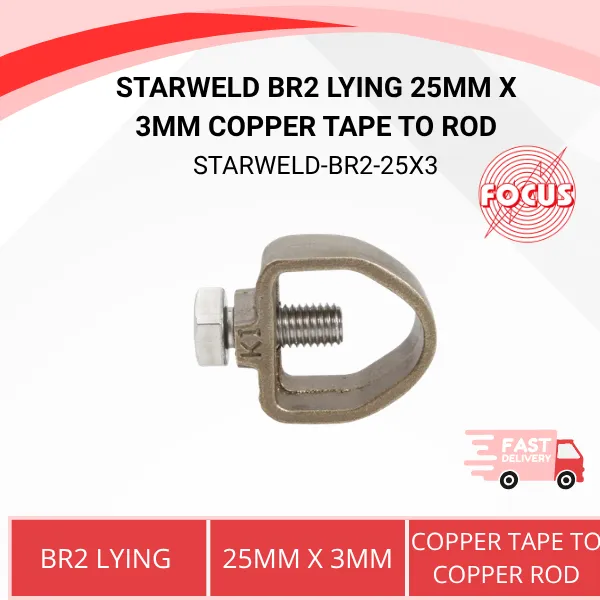 STARWELD BR2 LYING 25MM X
3MM COPPER TAPE TO ROD
STARWELD-BR2-25X3
FOCUS
K1
FAST
DELIVERY
BR2 LYING
25MM X 3MM
COPPER TAPE TO
COPPER ROD